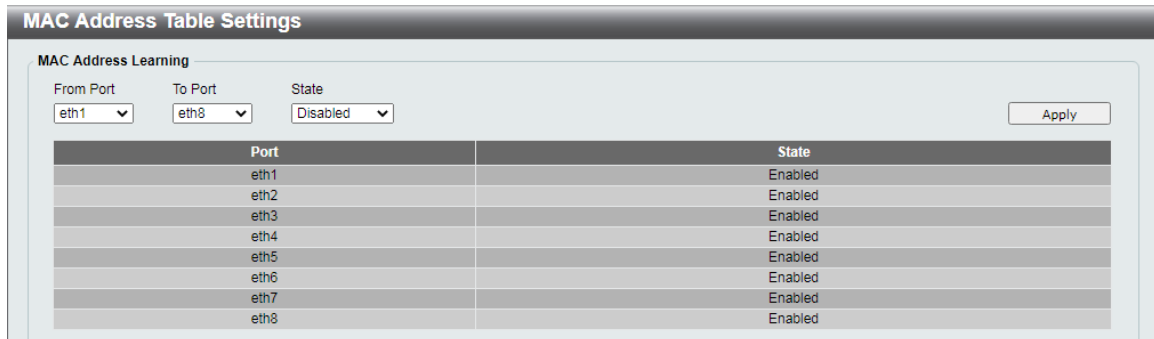 MAC Address Table Settings
MAC Address Learning
From Port To Port State
eth1 eth8 Disabled Apply
Port State
eth1 Enabled
eth2 Enabled
eth3 Enabled
eth4 Enabled
eth5 Enabled
eth6 Enabled
eth7 Enabled
eth8 Enabled